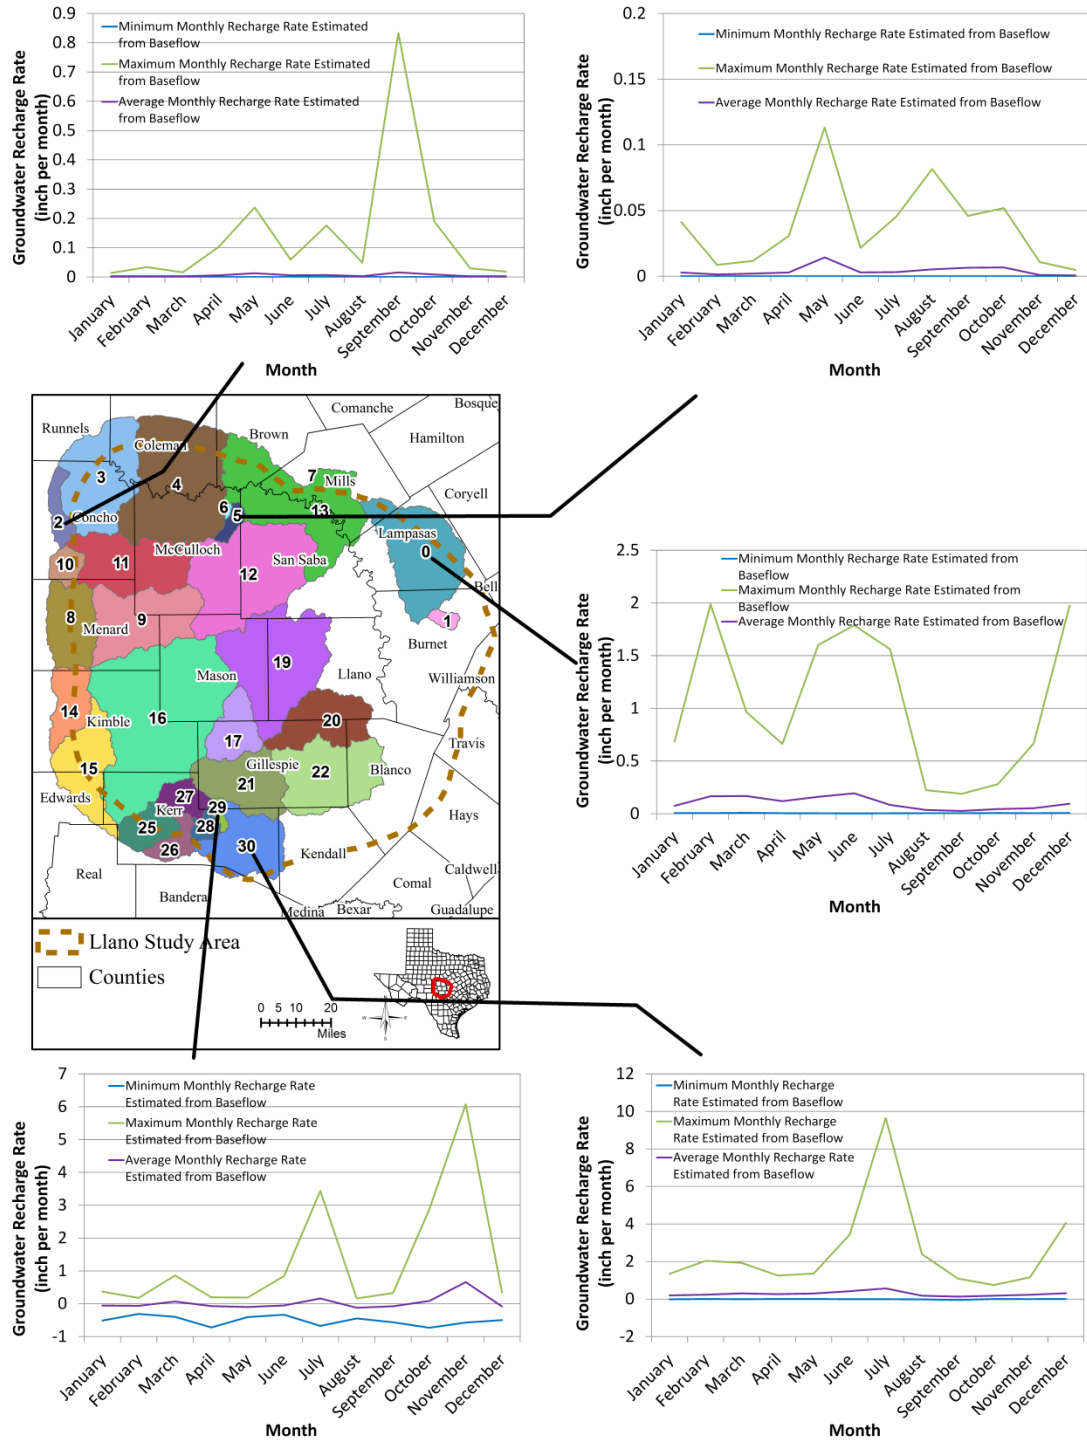 0.9
0.8
0.7
0.6
0.5
0.4
0.3
0.2
0.1
0
Groundwater Recharge Rate
(inch per month)
Minimum Monthly Recharge Rate Estimated
from Baseflow
Maximum Monthly Recharge Rate Estimated
from Baseflow
Average Monthly Recharge Rate Estimated
from Baseflow
January
February
March
April
May
June
July
August
September
October
November
December
Month
0.2
0.15
0.1
0.05
0
Groundwater Recharge Rate
(inch per month)
Minimum Monthly Recharge Rate Estimated from Baseflow
Maximum Monthly Recharge Rate Estimated from Baseflow
Average Monthly Recharge Rate Estimated from Baseflow
January
February
March
April
May
June
July
August
September
October
November
December
Month
Runnels
Coleman
Brown
Comanche
Bosque
Hamilton
Mills
Coryell
Concho
McCulloch
San Saba
Lampasas
Bell
Menard
Burnet
Mason
Llano
Williamson
Kimble
Travis
Gillespie
Blanco
Edwards
Kerr
Hays
Kendall
Real
Bandera
Comal
Caldwell
Medina
Bexar
Guadalupe
3
4
7
2
6
5
13
0
10
11
12
8
9
1
19
14
16
17
20
15
21
22
27
29
25
28
26
30
Llano Study Area
Counties
0 5 10 20
Miles
W
E
S
2.5
2
1.5
1
0.5
0
Groundwater Recharge Rate
(inch per month)
Minimum Monthly Recharge Rate Estimated from
Baseflow
Maximum Monthly Recharge Rate Estimated from
Baseflow
Average Monthly Recharge Rate Estimated from Baseflow
January
February
March
April
May
June
July
August
September
October
November
December
Month
7
6
5
4
3
2
1
0
-1
Groundwater Recharge Rate
(inch per month)
Minimum Monthly Recharge Rate
Estimated from Baseflow
Maximum Monthly Recharge Rate
Estimated from Baseflow
Average Monthly Recharge Rate
Estimated from Baseflow
January
February
March
April
May
June
July
August
September
October
November
December
Month
12
10
8
6
4
2
0
-2
Groundwater Recharge Rate
(inch per month)
Minimum Monthly Recharge
Rate Estimated from Baseflow
Maximum Monthly Recharge
Rate Estimated from Baseflow
Average Monthly Recharge Rate
Estimated from Baseflow
January
February
March
April
May
June
July
August
September
October
November
December
Month